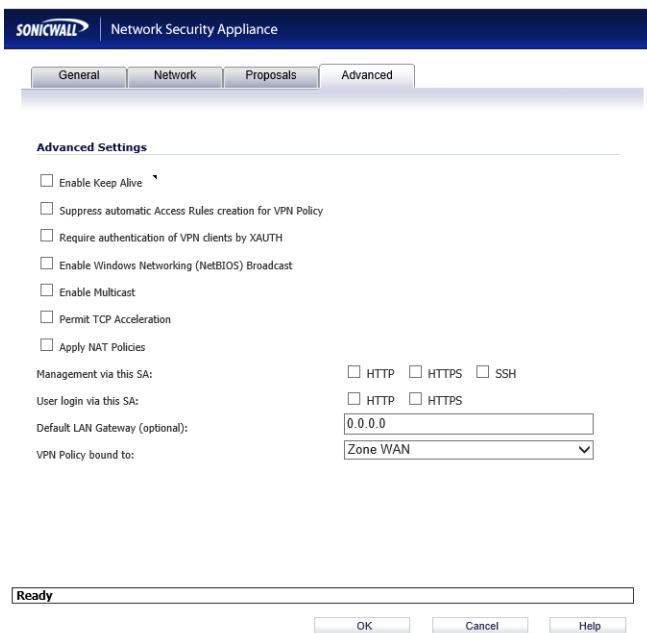 SONICWALL Network Security Appliance
General Network Proposals Advanced
Advanced Settings
Enable Keep Alive
Suppress automatic Access Rules creation for VPN Policy
Require authentication of VPN clients by XAUTH
Enable Windows Networking (NetBIOS) Broadcast
Enable Multicast
Permit TCP Acceleration
Apply NAT Policies
Management via this SA: HTTP HTTPS SSH
User login via this SA: HTTP HTTPS
Default LAN Gateway (optional): 0.0.0.0
VPN Policy bound to: Zone WAN
Ready
OK Cancel Help